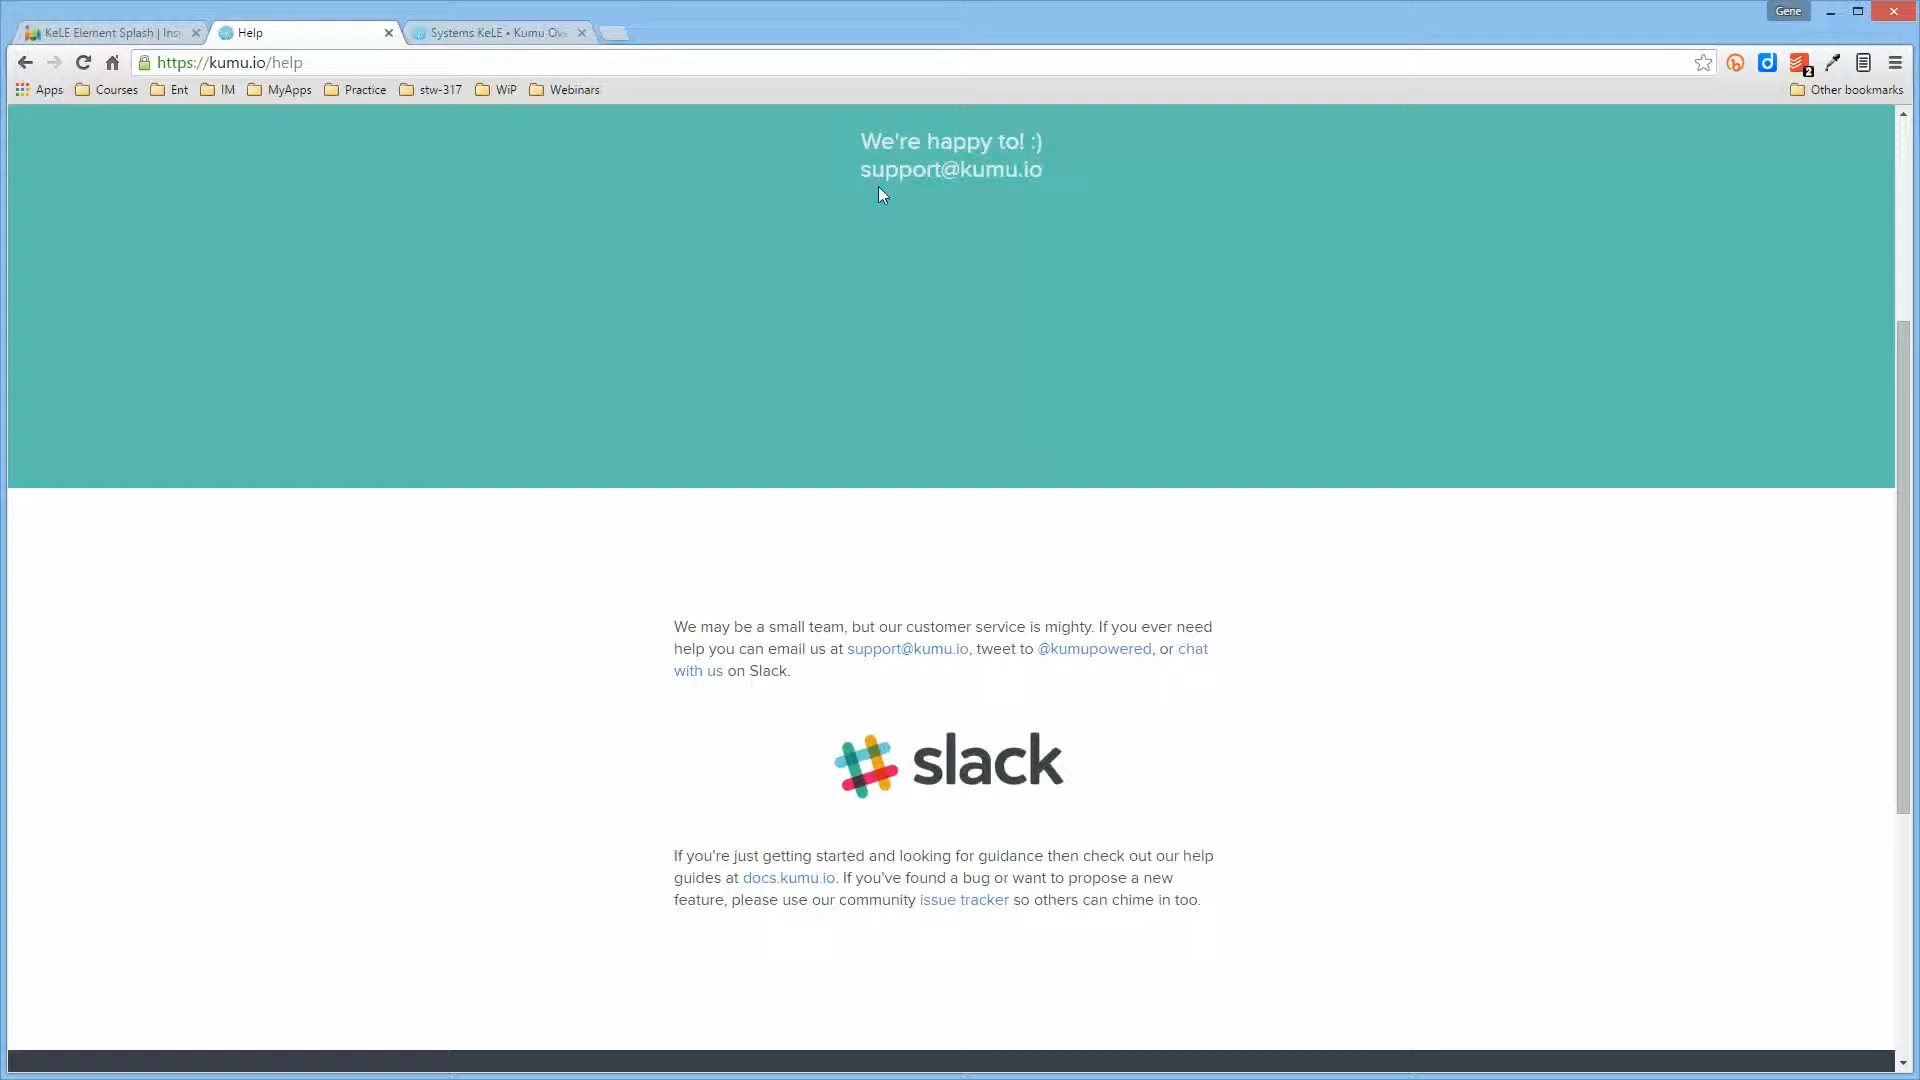 Gene
KeLE Element Splash | Ins
Help
Systems KeLE • Kumu Ove
https://kumu.io/help
2
Apps Courses Ent IM MyApps Practice stw-317 WiP Webinars Other bookmarks
We're happy to! :)
support@kumu.io
We may be a small team, but our customer service is mighty. If you ever need
help you can email us at support@kumu.io, tweet to @kumupowered, or chat
with us on Slack.
slack
If you're just getting started and looking for guidance then check out our help
guides at docs.kumu.io. If you've found a bug or want to propose a new
feature, please use our community issue tracker so others can chime in too.